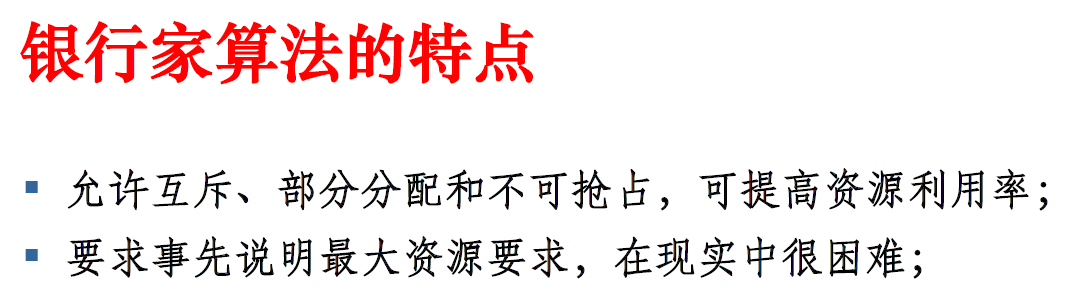 银行家算法的特点
▪ 允许互斥、部分分配和不可抢占，可提高资源利用率；
▪ 要求事先说明最大资源要求，在现实中很困难；